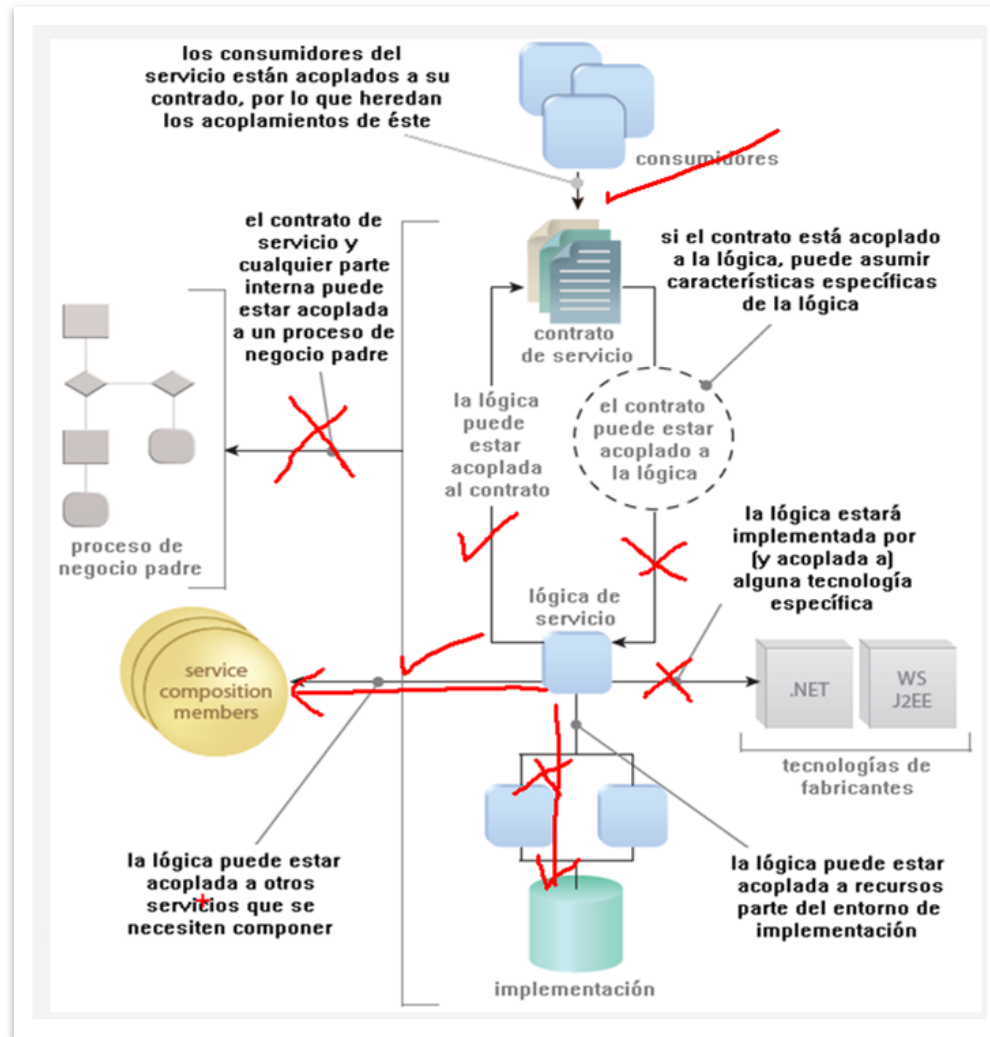 los consumidores del
servicio están acoplados a su
contrado, por lo que heredan
los acoplamientos de éste
consumidores
el contrato de
servicio y
cualquier parte
interna puede
estar acoplada
a un proceso de
negocio padre
si el contrato está acoplado
a la lógica, puede asumir
características específicas
de la lógica
contrato
de servicio
la lógica
puede
estar
acoplada
al contrato
el contrato
puede estar
acoplado a
la lógica
proceso de
negocio padre
la lógica estará
implementada por
(y acoplada a)
alguna tecnología
específica
lógica de
servicio
service
composition
members
.NET
WS
J2EE
tecnologías de
fabricantes
la lógica puede estar
acoplada a otros
servicios que se
necesiten componer
la lógica puede estar
acoplada a recursos
parte del entorno de
implementación
implementación